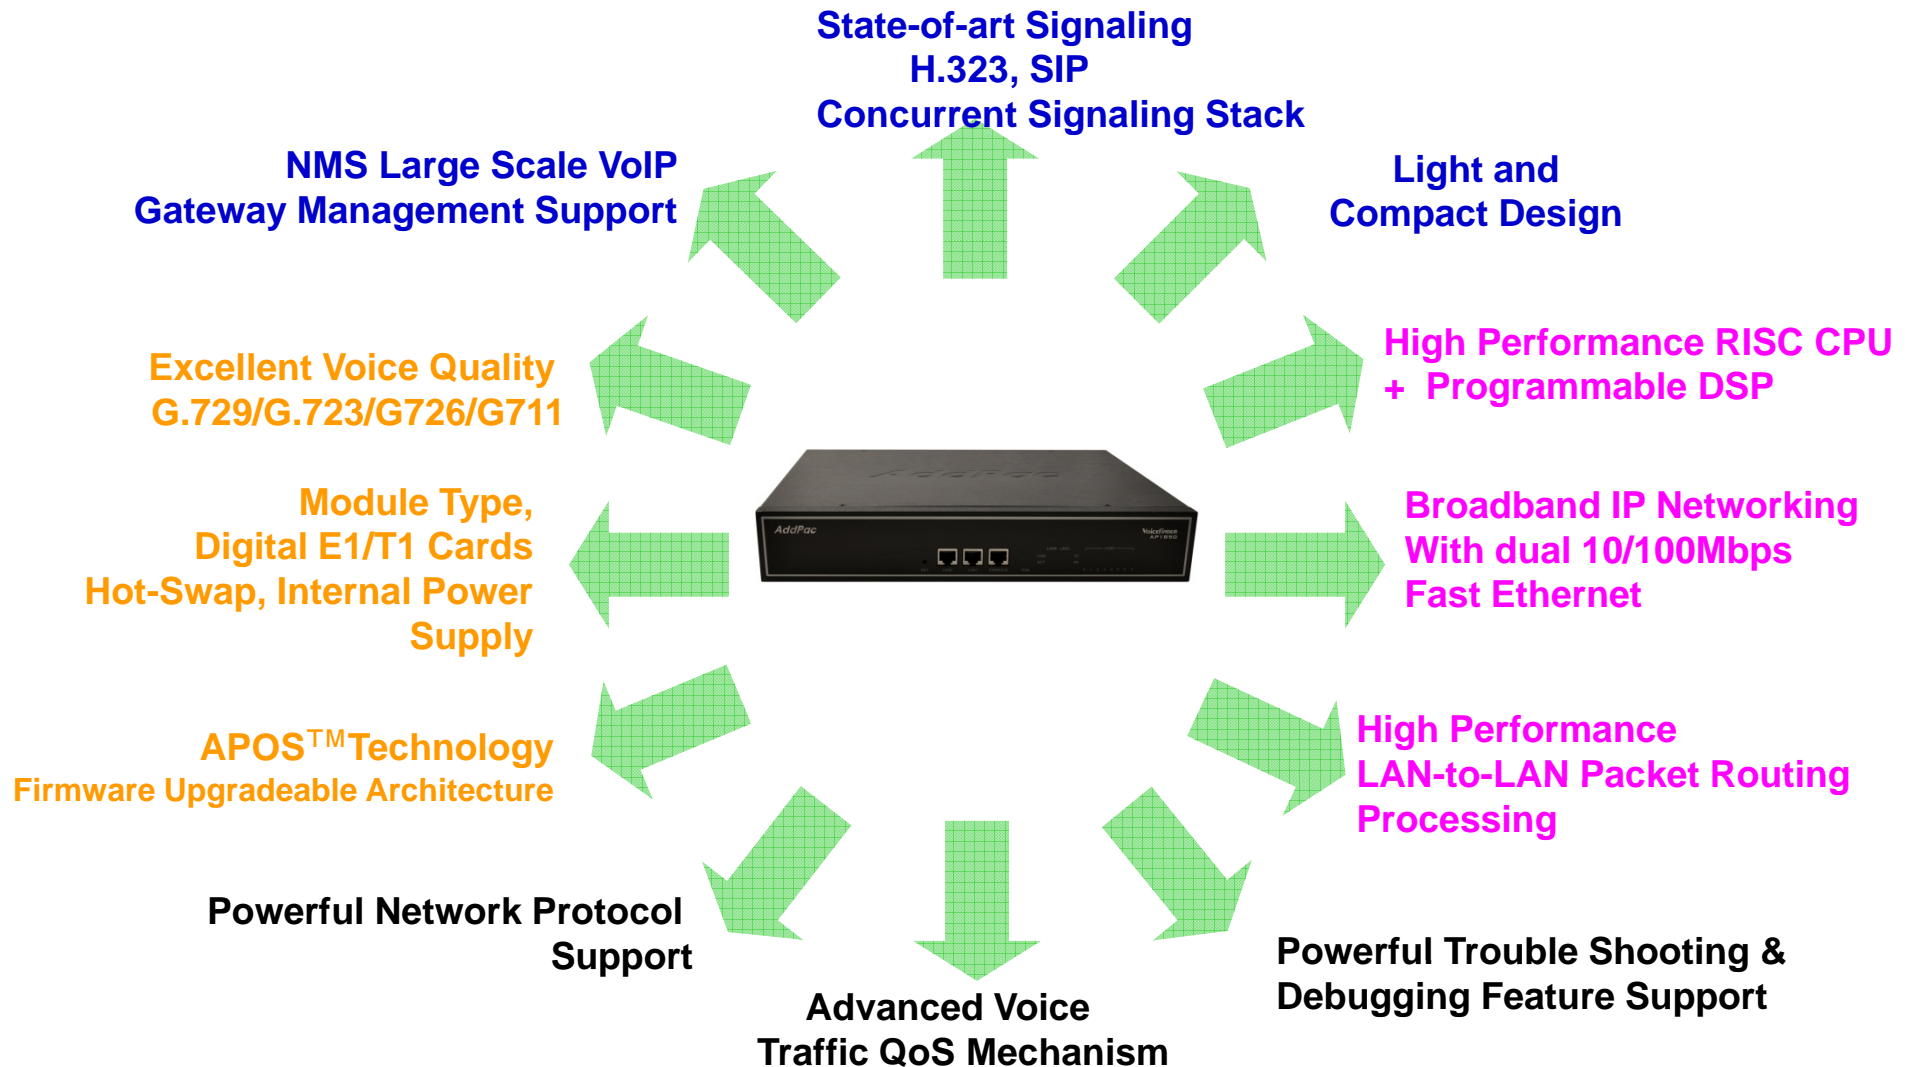 State-of-art Signaling
H.323, SIP
Concurrent Signaling Stack
NMS Large Scale VoIP
Gateway Management Support
Light and
Compact Design
Excellent Voice Quality
G.729/G.723/G726/G711
High Performance RISC CPU
+ Programmable DSP
Module Type,
Digital E1/T1 Cards
Hot-Swap, Internal Power
Supply
AddPac
AddPac
VoiceFinder
AP1850
Broadband IP Networking
With dual 10/100Mbps
Fast Ethernet
APOS™Technology
Firmware Upgradeable Architecture
High Performance
LAN-to-LAN Packet Routing
Processing
Powerful Network Protocol
Support
Advanced Voice
Traffic QoS Mechanism
Powerful Trouble Shooting &
Debugging Feature Support